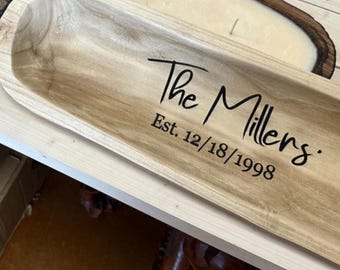 The Millers.
Est. 12/18/1998